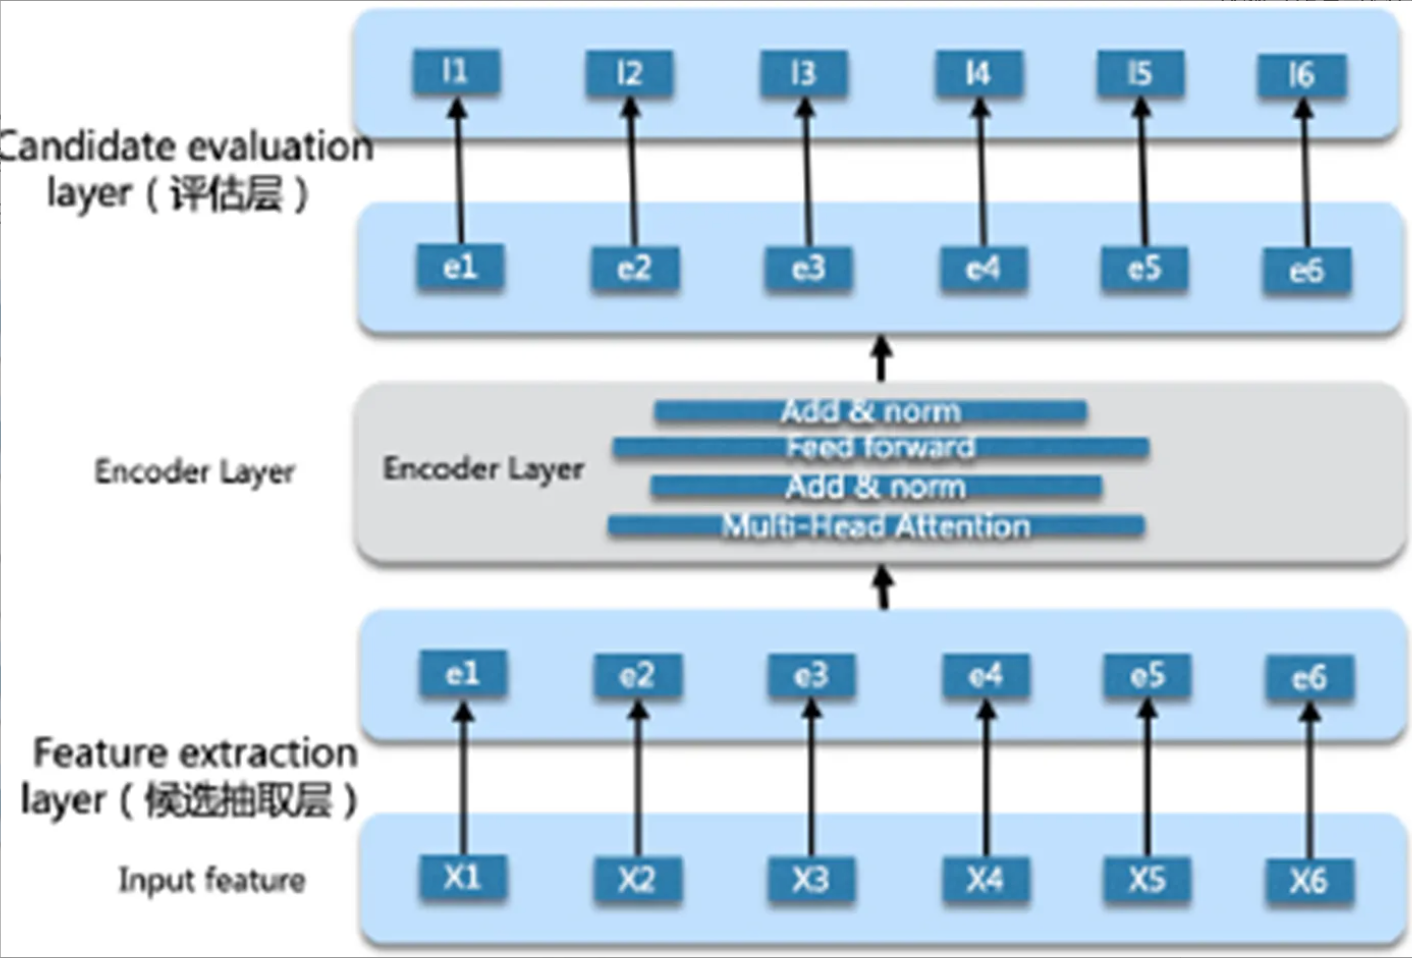 l1 l2 l3 l4 l5 l6
Candidate evaluation
layer（评估层）
e1 e2 e3 e4 e5 e6
Add & norm
Feed forward
Encoder Layer
Encoder Layer
Add & norm
Multi-Head Attention
e1 e2 e3 e4 e5 e6
Feature extraction
layer（候选抽取层）
Input feature
X1 X2 X3 X4 X5 X6